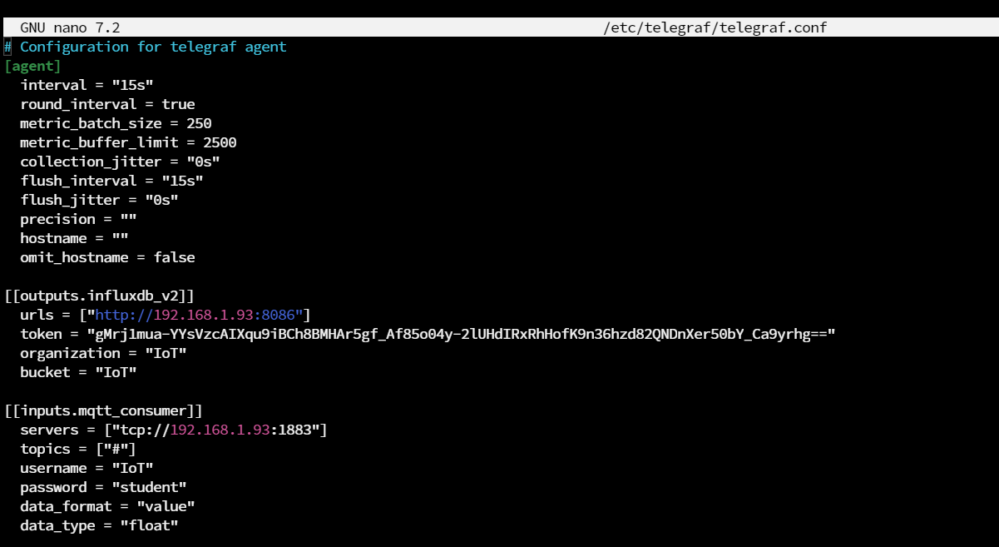 GNU nano 7.2 /etc/telegraf/telegraf.conf
# Configuration for telegraf agent
[agent]
interval = "15s"
round_interval = true
metric_batch_size = 250
metric_buffer_limit = 2500
collection_jitter = "0s"
flush_interval = "15s"
flush_jitter = "0s"
precision = ""
hostname = ""
omit_hostname = false
[[outputs.influxdb_v2]]
urls = ["http://192.168.1.93:8086"]
token = "gMrj1mua-YYsVzcAIXqu9iBCh8BMHAr5gf_Af85o04y-2lUHdIRxRhHofK9n36hzd82QNDnXer50bY_Ca9yrhg=="
organization = "IoT"
bucket = "IoT"
[[inputs.mqtt_consumer]]
servers = ["tcp://192.168.1.93:1883"]
topics = ["#"]
username = "IoT"
password = "student"
data_format = "value"
data_type = "float"